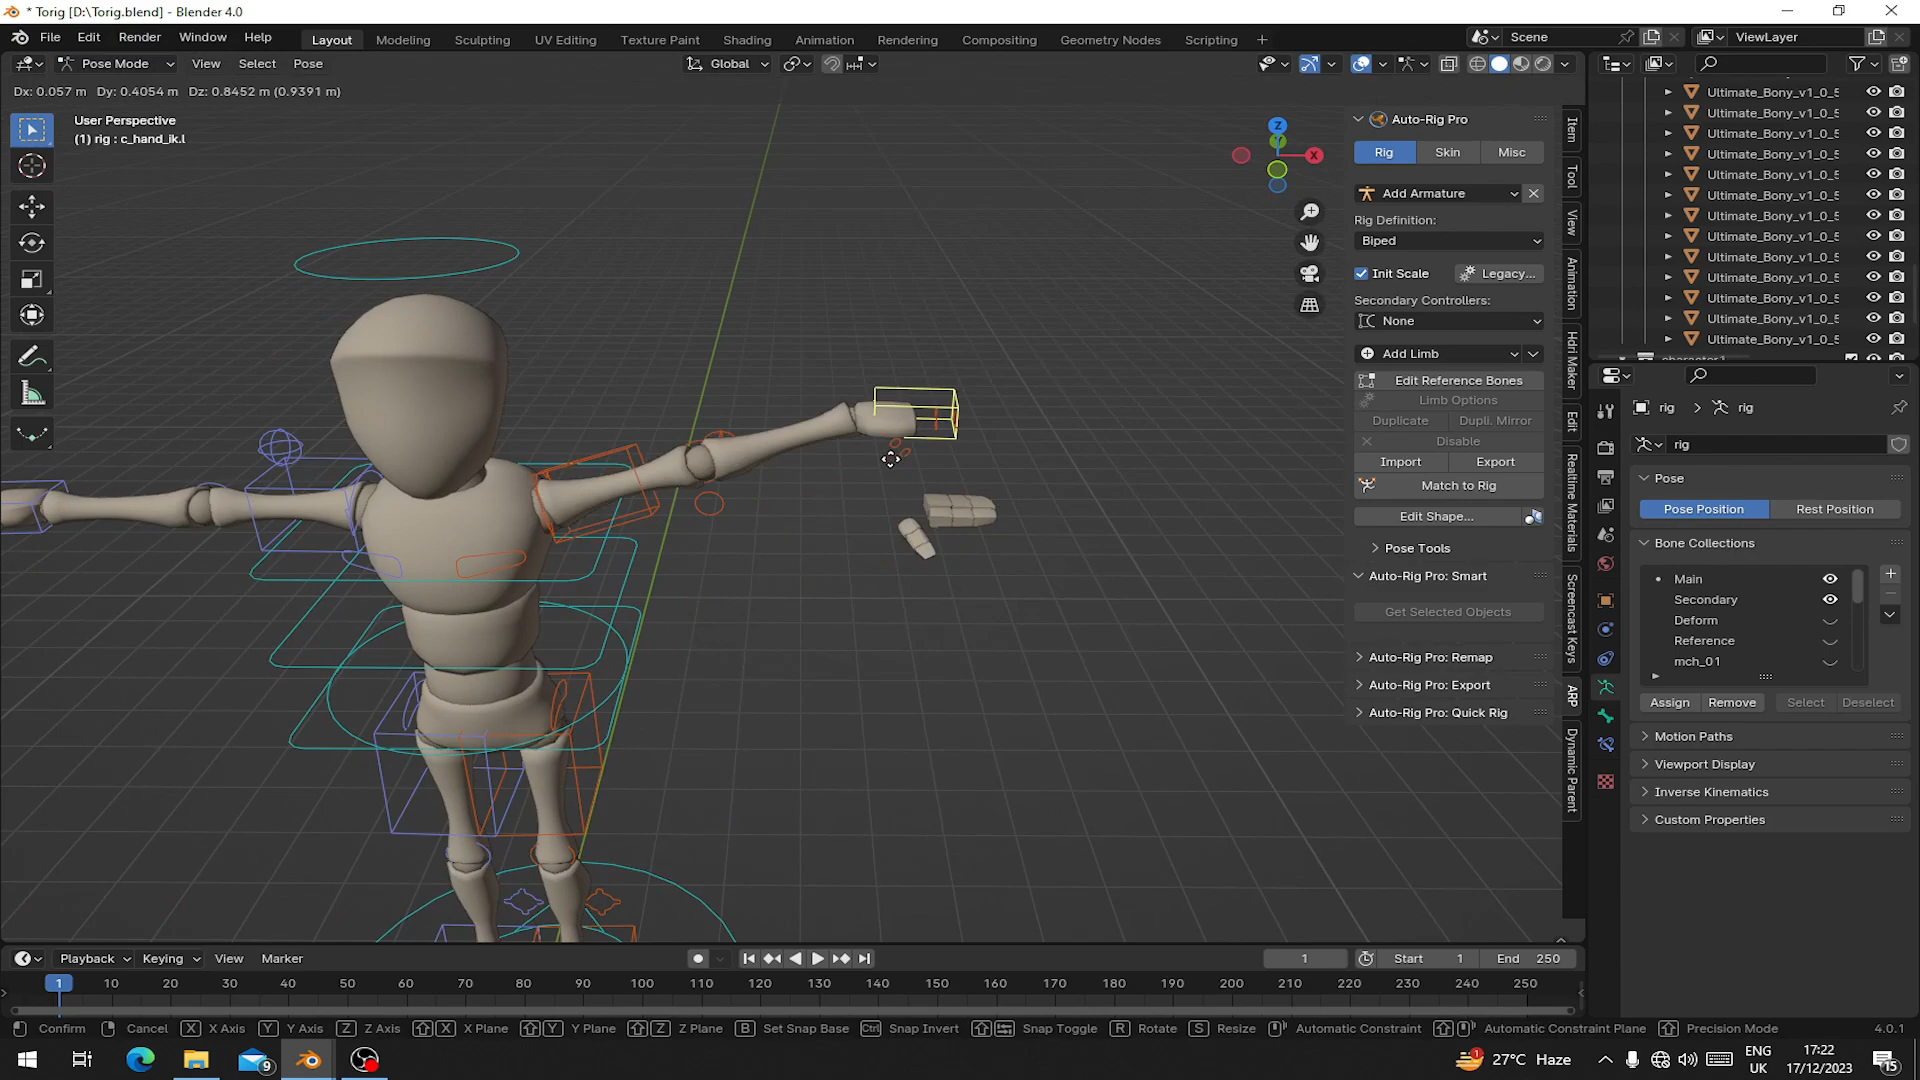 * Torig [D:\Torig.blend] - Blender 4.0
File Edit Render Window Help Layout Modeling Sculpting UV Editing Texture Paint Shading Animation Rendering Compositing Geometry Nodes Scripting + Scene ViewLayer
Pose Mode View Select Pose Global
Dx: 0.057 m Dy: 0.4054 m Dz: 0.8452 m (0.9391 m)
User Perspective
(1) rig : c_hand_ik.l
Z
X
Auto-Rig Pro
Rig Skin Misc
Add Armature
Rig Definition:
Biped
Init Scale Legacy...
Secondary Controllers:
None
Add Limb
Edit Reference Bones
Limb Options
Duplicate Dupli. Mirror
Disable
Import Export
Match to Rig
Edit Shape...
Pose Tools
Auto-Rig Pro: Smart
Get Selected Objects
Auto-Rig Pro: Remap
Auto-Rig Pro: Export
Auto-Rig Pro: Quick Rig
Item
Tool
View
Animation
Hdri Maker
Edit
Realtime Materials
Screencast Keys
ARP
Dynamic Parent
Ultimate_Bony_v1_0_5
Ultimate_Bony_v1_0_5
Ultimate_Bony_v1_0_5
Ultimate_Bony_v1_0_5
Ultimate_Bony_v1_0_5
Ultimate_Bony_v1_0_5
Ultimate_Bony_v1_0_5
Ultimate_Bony_v1_0_5
Ultimate_Bony_v1_0_5
Ultimate_Bony_v1_0_5
Ultimate_Bony_v1_0_5
Ultimate_Bony_v1_0_5
Ultimate_Bony_v1_0_5
rig > rig
rig
Pose
Pose Position Rest Position
Bone Collections
Main
Secondary
Deform
Reference
mch_01
Assign Remove Select Deselect
Motion Paths
Viewport Display
Inverse Kinematics
Custom Properties
Playback Keying View Marker 1 Start 1 End 250
1 10 20 30 40 50 60 70 80 90 100 110 120 130 140 150 160 170 180 190 200 210 220 230 240 250
Confirm Cancel X X Axis Y Y Axis Z Z Axis X X Plane Y Y Plane Z Z Plane B Set Snap Base Ctrl Snap Invert Snap Toggle R Rotate S Resize Automatic Constraint Automatic Constraint Plane Precision Mode 4.0.1
9 1 27°C Haze ENG UK 17:22 17/12/2023 15